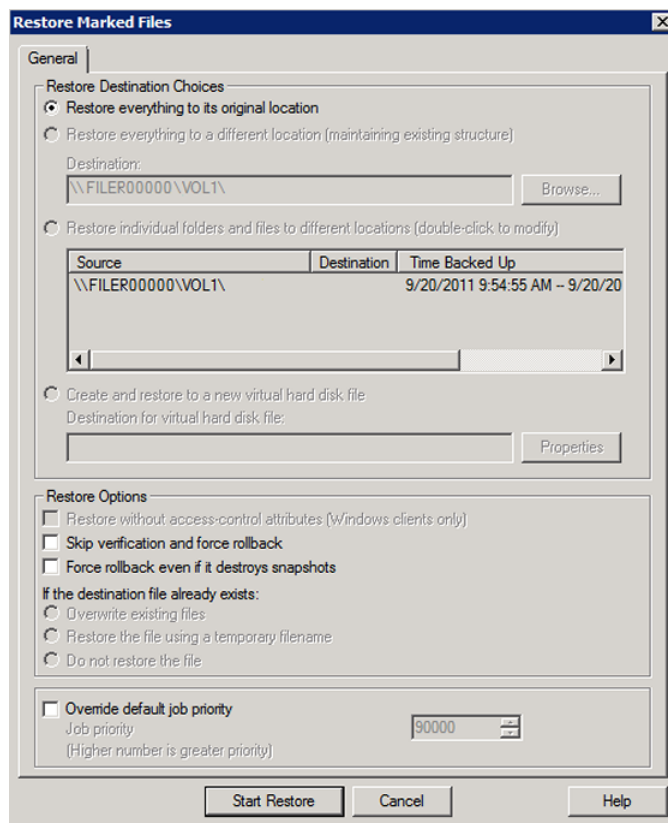 Restore Marked Files
General
Restore Destination Choices
Restore everything to its original location
Restore everything to a different location (maintaining existing structure)
Destination:
\\FILER00000\VOL1\ Browse...
Restore individual folders and files to different locations (double-click to modify)
Source Destination Time Backed Up
\\FILER00000\VOL1\ 9/20/2011 9:54:55 AM -- 9/20/20
Create and restore to a new virtual hard disk file
Destination for virtual hard disk file:
Properties
Restore Options
Restore without access-control attributes (Windows clients only)
Skip verification and force rollback
Force rollback even if it destroys snapshots
If the destination file already exists:
Overwrite existing files
Restore the file using a temporary filename
Do not restore the file
Override default job priority
Job priority 90000
(Higher number is greater priority)
Start Restore Cancel Help